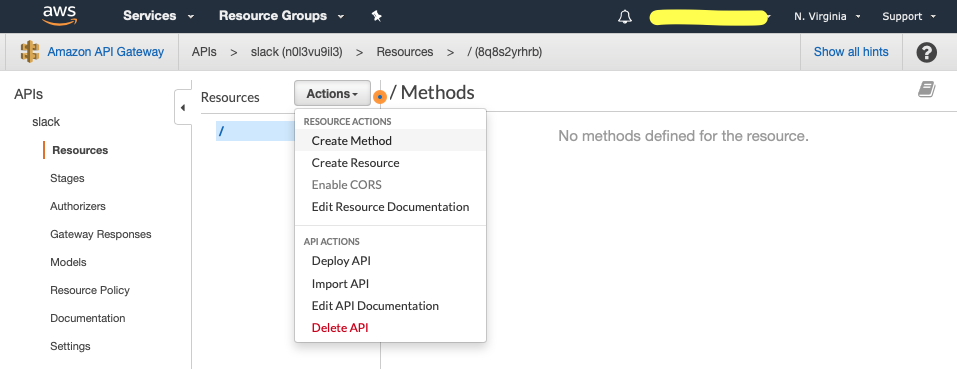 aws Services Resource Groups N. Virginia Support
Amazon API Gateway APIs > slack (n0l3vu9il3) > Resources > / (8q8s2yrhrb) Show all hints ?
APIs
slack
Resources
Stages
Authorizers
Gateway Responses
Models
Resource Policy
Documentation
Settings
Resources
/
Actions
RESOURCE ACTIONS
Create Method
Create Resource
Enable CORS
Edit Resource Documentation
API ACTIONS
Deploy API
Import API
Edit API Documentation
Delete API
/ Methods
No methods defined for the resource.